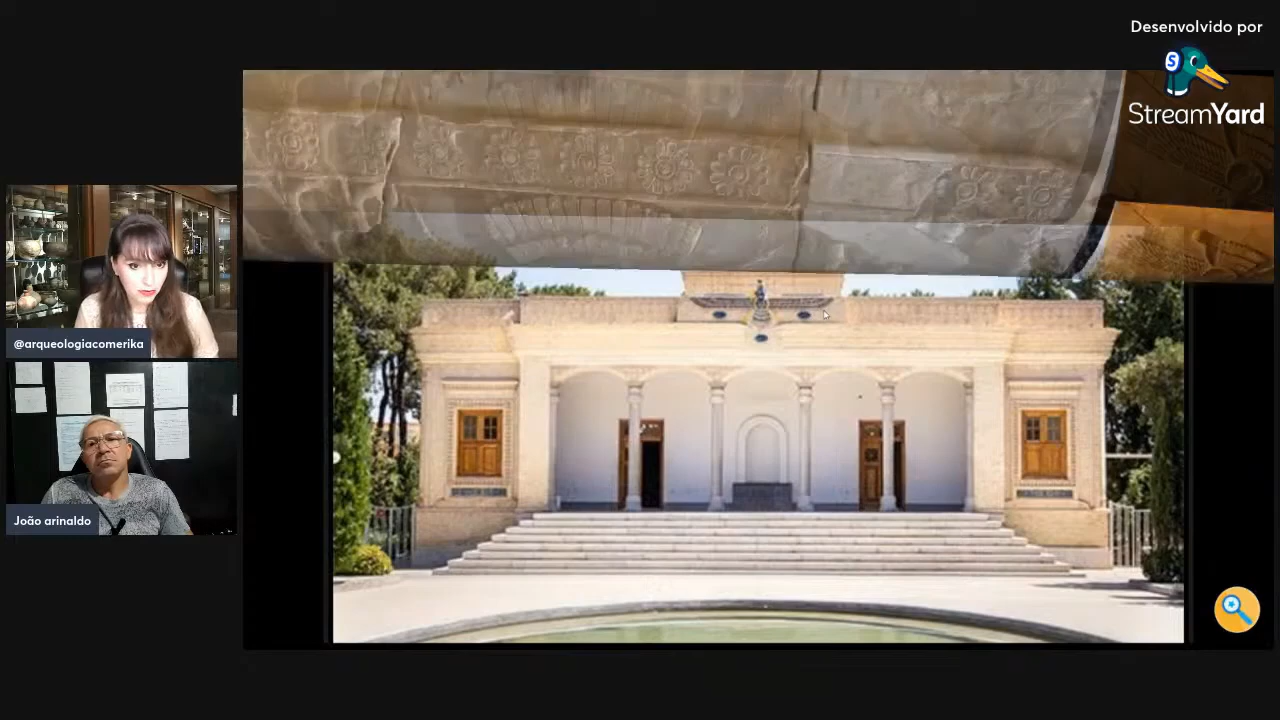 Desenvolvido por
S
StreamYard
@arqueologiacomerika
João arinaldo